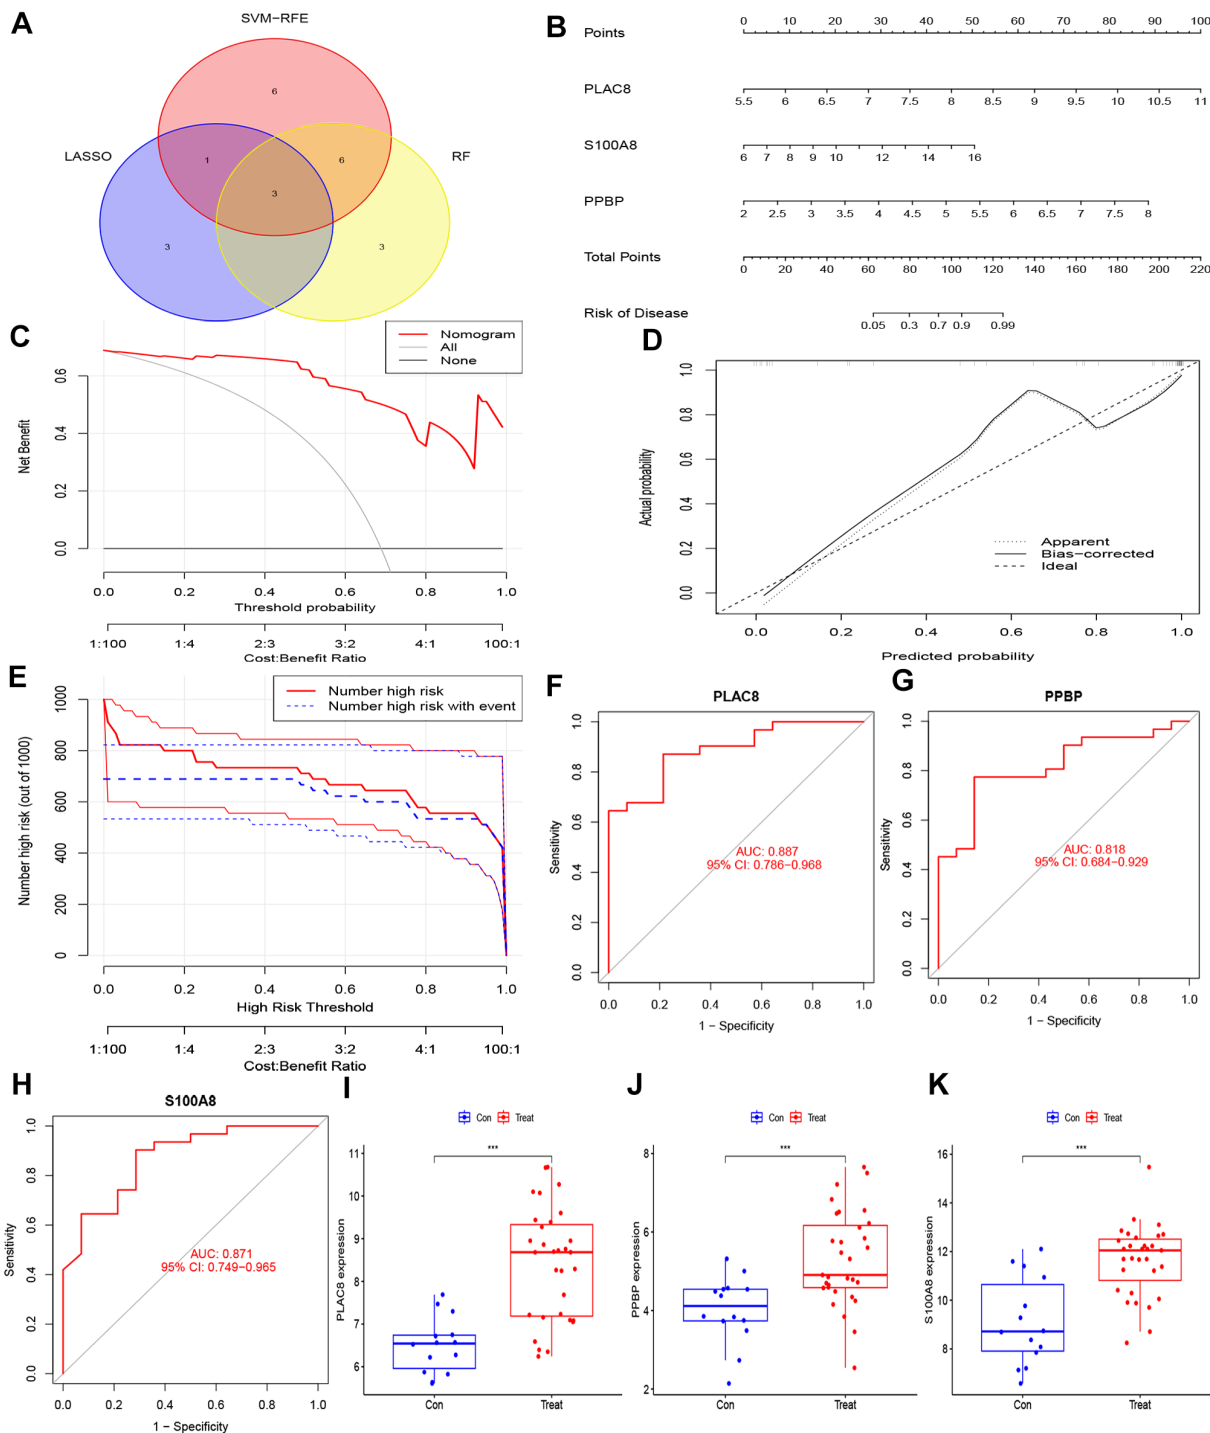 A
SVM−RFE
LASSO
RF
6
1
6
3
3
3
B
Points
0 10 20 30 40 50 60 70 80 90 100
PLAC8
5.5 6 6.5 7 7.5 8 8.5 9 9.5 10 10.5 11
S100A8
6 7 8 9 10 12 14 16
PPBP
2 2.5 3 3.5 4 4.5 5 5.5 6 6.5 7 7.5 8
Total Points
0 20 40 60 80 100 120 140 160 180 200 220
Risk of Disease
0.05 0.3 0.7 0.9 0.99
C
Nomogram
All
None
Net Benefit
0.6
0.4
0.2
0.0
0.0 0.2 0.4 0.6 0.8 1.0
Threshold probability
1:100 1:4 2:3 3:2 4:1 100:1
Cost:Benefit Ratio
D
Actual probability
1.0
0.8
0.6
0.4
0.2
0.0
Apparent
Bias−corrected
Ideal
0.0 0.2 0.4 0.6 0.8 1.0
Predicted probability
E
Number high risk
Number high risk with event
Number high risk (out of 1000)
1000
800
600
400
200
0
0.0 0.2 0.4 0.6 0.8 1.0
High Risk Threshold
1:100 1:4 2:3 3:2 4:1 100:1
Cost:Benefit Ratio
F
PLAC8
Sensitivity
1.0
0.8
0.6
0.4
0.2
0.0
AUC: 0.887
95% CI: 0.786−0.968
0.0 0.2 0.4 0.6 0.8 1.0
1 − Specificity
G
PPBP
Sensitivity
1.0
0.8
0.6
0.4
0.2
0.0
AUC: 0.818
95% CI: 0.684−0.929
0.0 0.2 0.4 0.6 0.8 1.0
1 − Specificity
H
S100A8
Sensitivity
1.0
0.8
0.6
0.4
0.2
0.0
AUC: 0.871
95% CI: 0.749−0.965
0.0 0.2 0.4 0.6 0.8 1.0
1 − Specificity
I
Con Treat
***
PLAC8 expression
11
10
9
8
7
6
Con Treat
J
Con Treat
***
PPBP expression
8
6
4
2
Con Treat
K
Con Treat
***
S100A8 expression
16
14
12
10
8
Con Treat